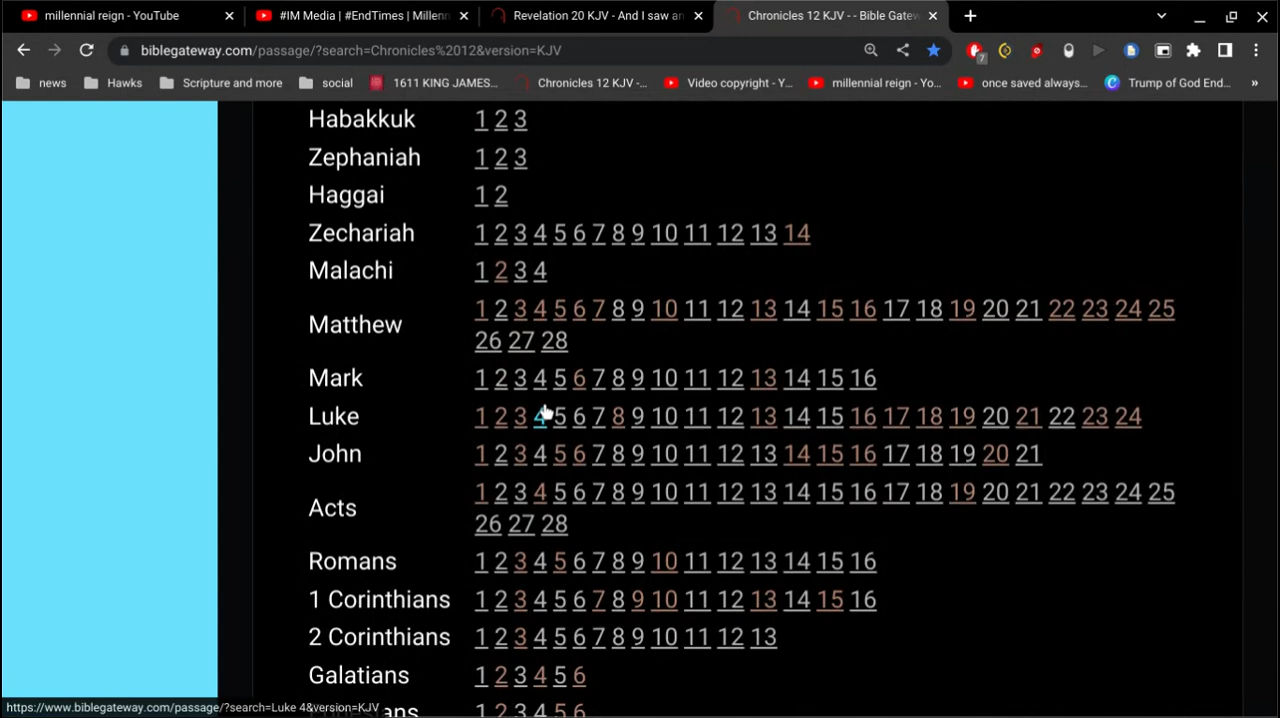 millennial reign - YouTube
#IM Media | #EndTimes | Millenn
Revelation 20 KJV - And I saw an
Chronicles 12 KJV - - Bible Gatew
biblegateway.com/passage/?search=Chronicles%2012&version=KJV
7
news
Hawks
Scripture and more
social
1611 KING JAMES...
Chronicles 12 KJV -...
Video copyright - Y...
millennial reign - Yo...
once saved always...
Trump of God End...
»
Habakkuk 1 2 3
Zephaniah 1 2 3
Haggai 1 2
Zechariah 1 2 3 4 5 6 7 8 9 10 11 12 13 14
Malachi 1 2 3 4
Matthew 1 2 3 4 5 6 7 8 9 10 11 12 13 14 15 16 17 18 19 20 21 22 23 24 25
26 27 28
Mark 1 2 3 4 5 6 7 8 9 10 11 12 13 14 15 16
Luke 1 2 3 4 5 6 7 8 9 10 11 12 13 14 15 16 17 18 19 20 21 22 23 24
John 1 2 3 4 5 6 7 8 9 10 11 12 13 14 15 16 17 18 19 20 21
Acts 1 2 3 4 5 6 7 8 9 10 11 12 13 14 15 16 17 18 19 20 21 22 23 24 25
26 27 28
Romans 1 2 3 4 5 6 7 8 9 10 11 12 13 14 15 16
1 Corinthians 1 2 3 4 5 6 7 8 9 10 11 12 13 14 15 16
2 Corinthians 1 2 3 4 5 6 7 8 9 10 11 12 13
Galatians 1 2 3 4 5 6
1 2 3 4 5 6
https://www.biblegateway.com/passage/?search=Luke 4&version=KJV